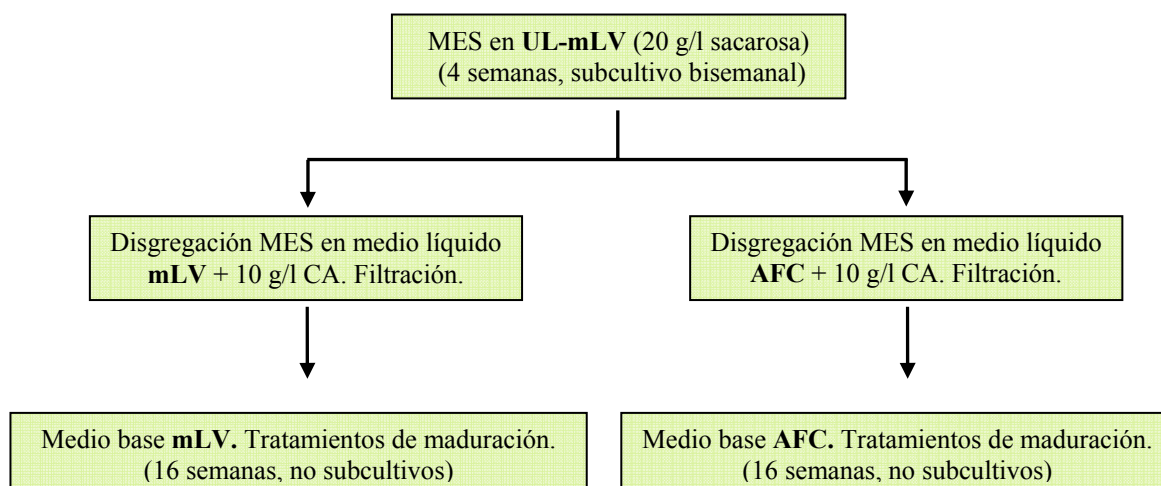 MES en UL-mLV (20 g/l sacarosa)
(4 semanas, subcultivo bisemanal)
Disgregación MES en medio líquido
mLV + 10 g/l CA. Filtración.
Disgregación MES en medio líquido
AFC + 10 g/l CA. Filtración.
Medio base mLV. Tratamientos de maduración.
(16 semanas, no subcultivos)
Medio base AFC. Tratamientos de maduración.
(16 semanas, no subcultivos)